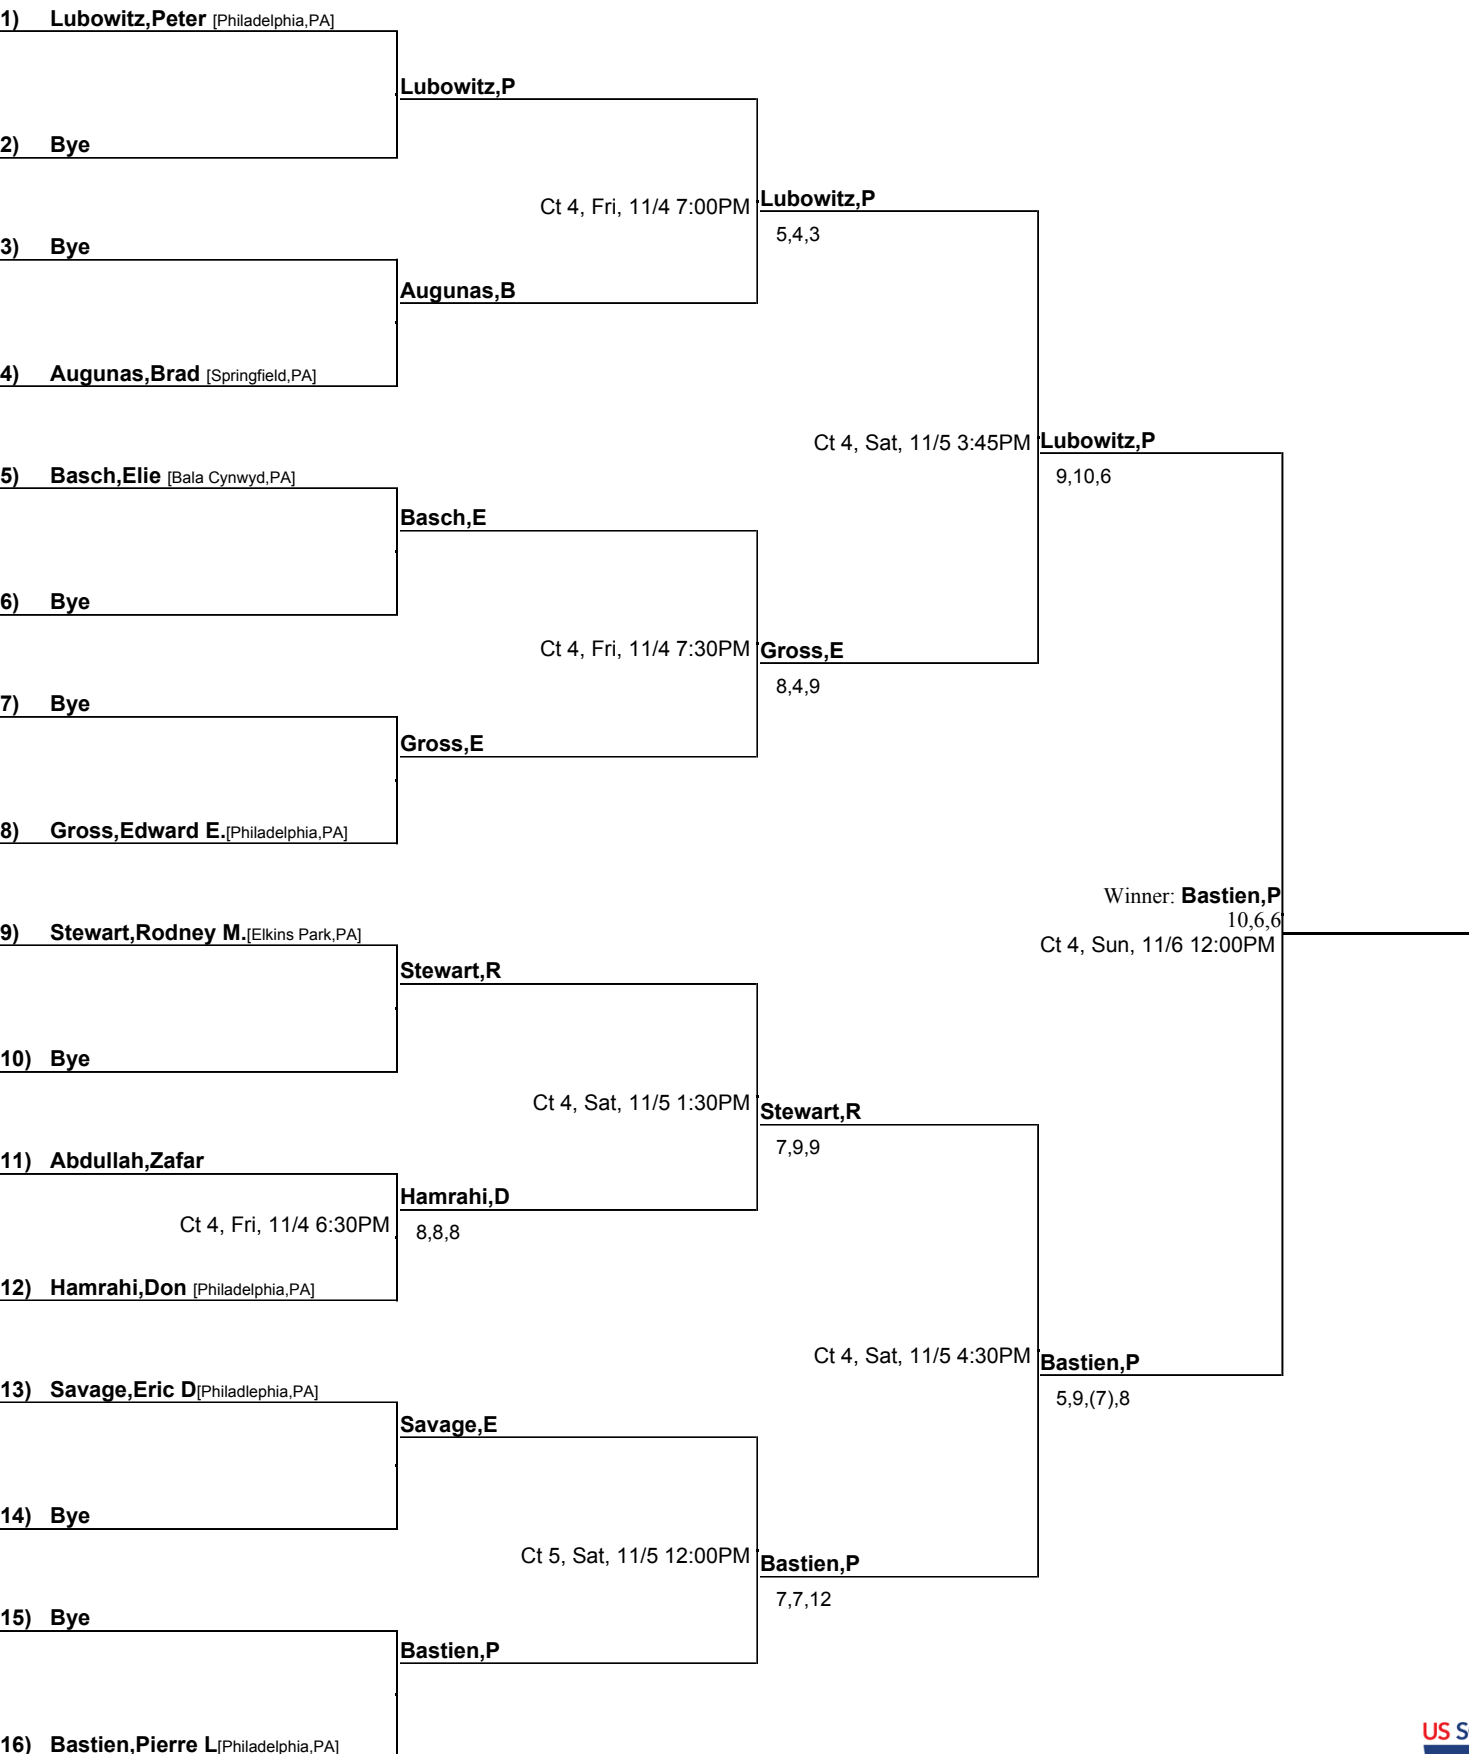 1) Lubowitz,Peter [Philadelphia,PA]
Lubowitz,P
2) Bye
Ct 4, Fri, 11/4 7:00PM Lubowitz,P
5,4,3
3) Bye
Augunas,B
4) Augunas,Brad [Springfield,PA]
Ct 4, Sat, 11/5 3:45PM Lubowitz,P
9,10,6
5) Basch,Elie [Bala Cynwyd,PA]
Basch,E
6) Bye
Ct 4, Fri, 11/4 7:30PM Gross,E
8,4,9
7) Bye
Gross,E
8) Gross,Edward E.[Philadelphia,PA]
Winner: Bastien,P
10,6,6
Ct 4, Sun, 11/6 12:00PM
9) Stewart,Rodney M.[Elkins Park,PA]
Stewart,R
10) Bye
Ct 4, Sat, 11/5 1:30PM Stewart,R
7,9,9
11) Abdullah,Zafar
Hamrahi,D
Ct 4, Fri, 11/4 6:30PM 8,8,8
12) Hamrahi,Don [Philadelphia,PA]
Ct 4, Sat, 11/5 4:30PM Bastien,P
5,9,(7),8
13) Savage,Eric D[Philadlephia,PA]
Savage,E
14) Bye
Ct 5, Sat, 11/5 12:00PM Bastien,P
7,7,12
15) Bye
Bastien,P
16) Bastien,Pierre L[Philadelphia,PA]
US